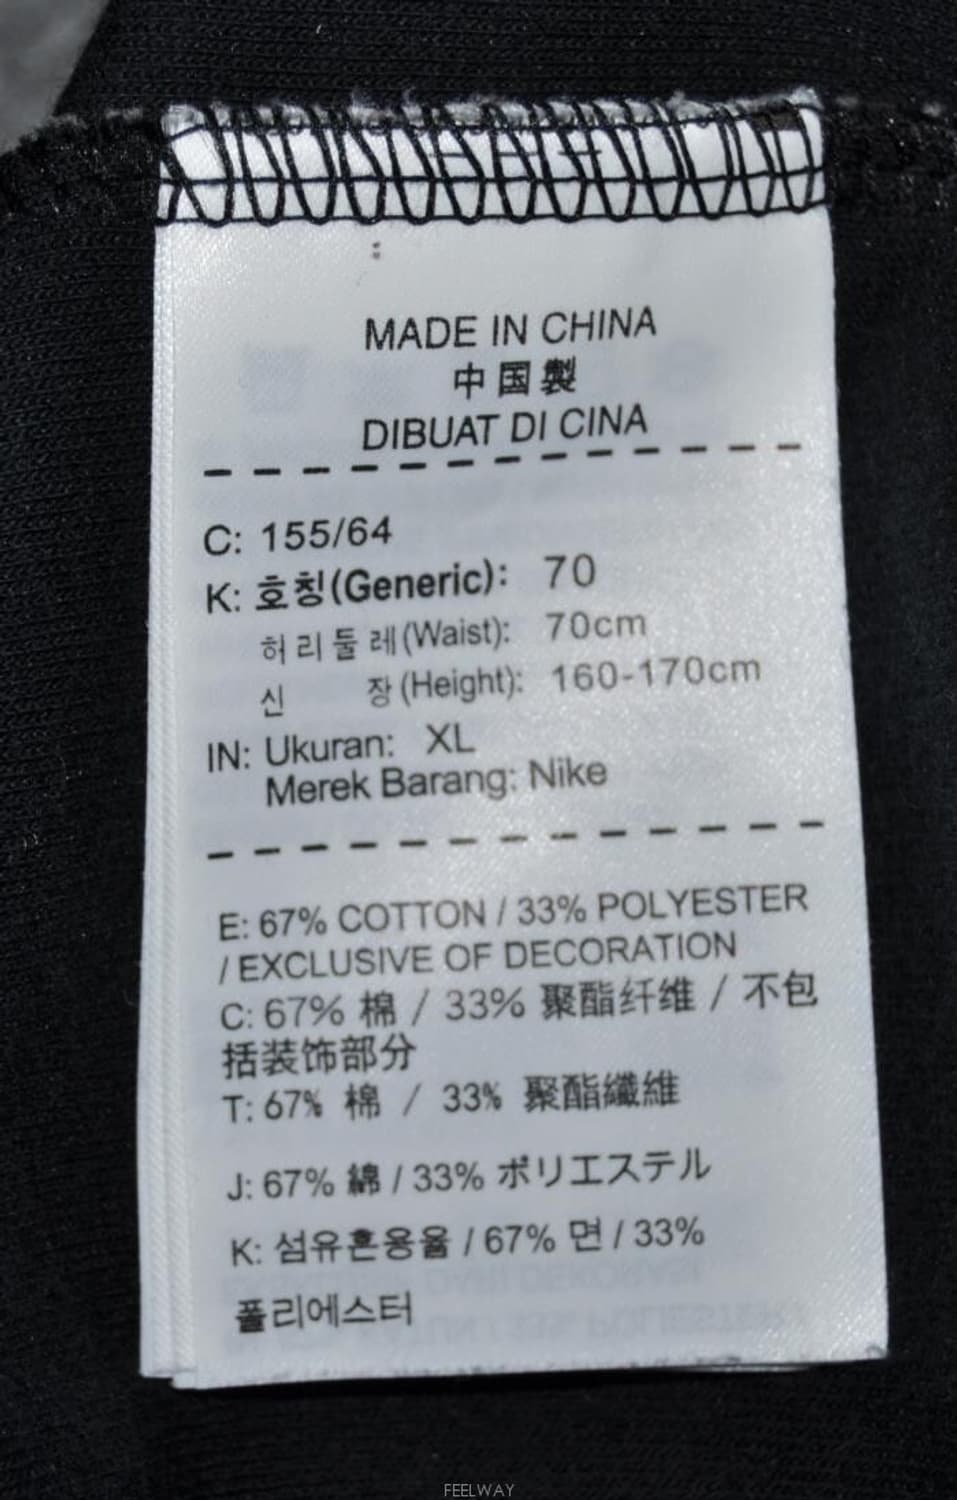 MADE IN CHINA
中国製
DIBUAT DI CINA
C: 155/64
K: 호칭(Generic): 70
허리둘레(Waist): 70cm
신 장(Height): 160-170cm
IN: Ukuran: XL
Merek Barang: Nike
E: 67% COTTON / 33% POLYESTER
/ EXCLUSIVE OF DECORATION
C: 67% 棉 / 33% 聚酯纤维 / 不包
括装饰部分
T: 67% 棉 / 33% 聚酯纖維
J: 67% 綿 / 33% ポリエステル
K: 섬유혼용율 / 67% 면 / 33%
폴리에스터
FEELWAY